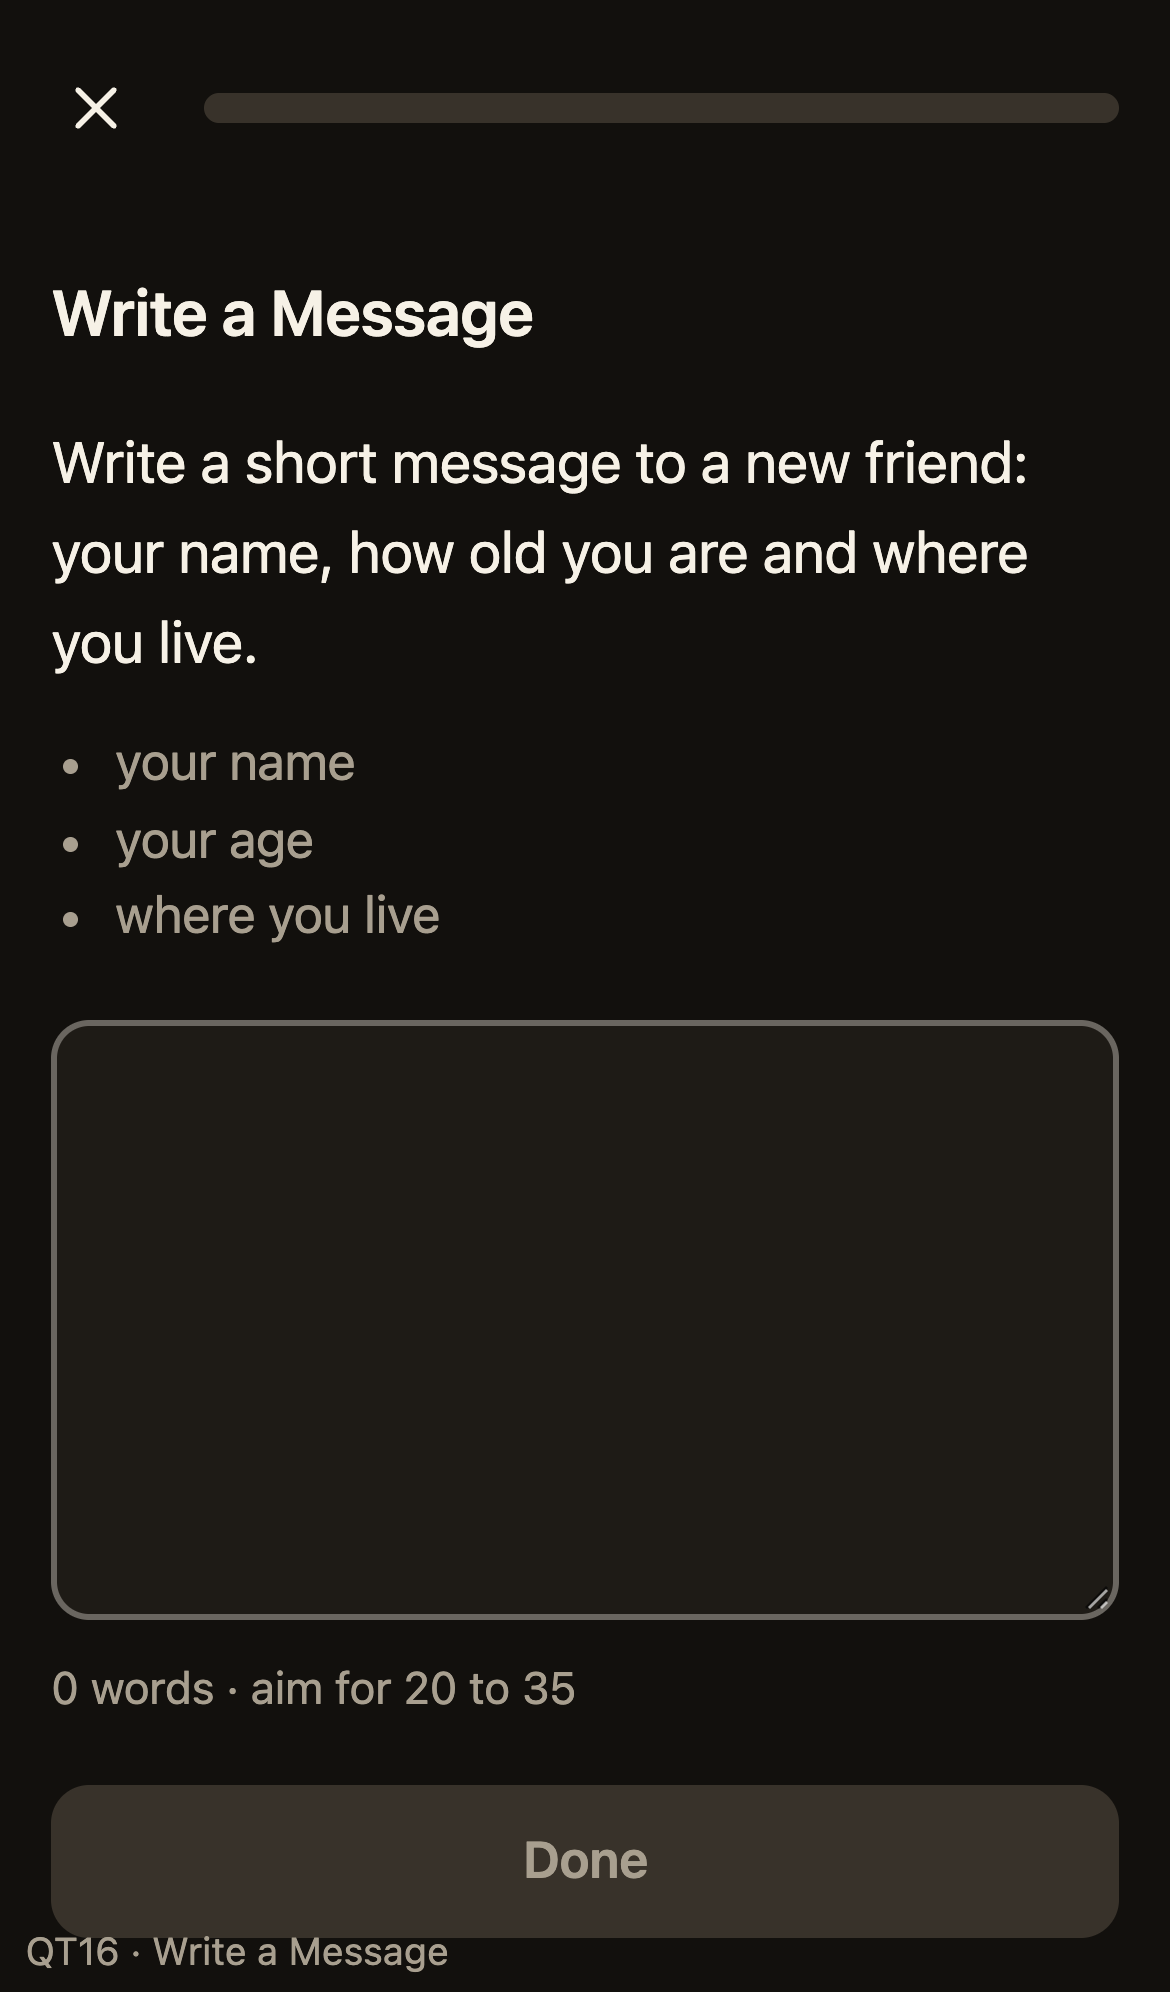 Write a Message
Write a short message to a new friend:
your name, how old you are and where
you live.
• your name
• your age
• where you live
0 words · aim for 20 to 35
Done
QT16 · Write a Message